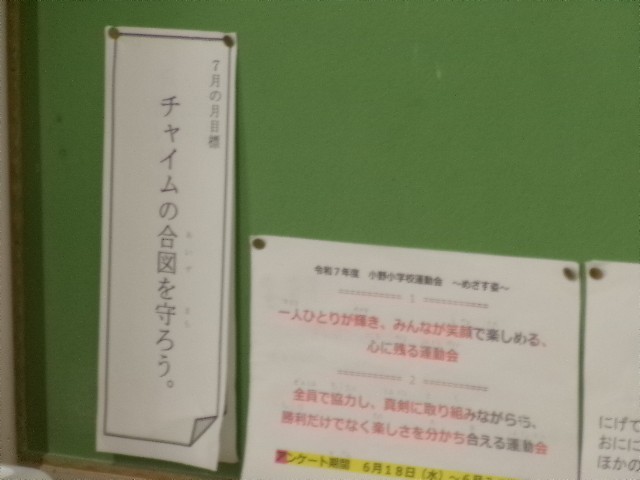 7月の月目標
チャイムの合図を守ろう。
令和7年度 小野小学校運動会 ～めざす姿～
1
一人ひとりが輝き、みんなが笑顔で楽しめる、
心に残る運動会
2
全員で協力し、真剣に取り組みながらも、
勝利だけでなく楽しさを分かち合える運動会
アンケート期間 6月18日(水)～6月
にげて
おにに
ほかの